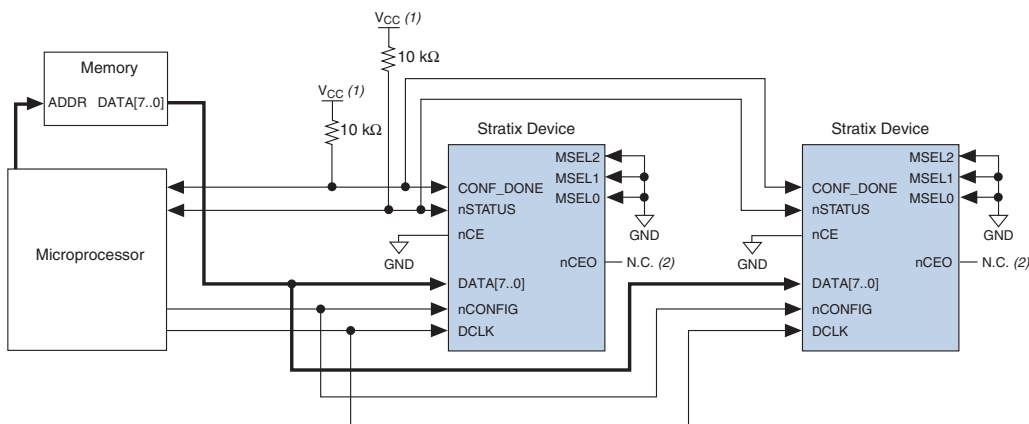 VCC (1)
10 kΩ
Memory
ADDR DATA[7..0]
VCC (1)
10 kΩ
Microprocessor
Stratix Device
MSEL2
MSEL1
MSEL0
CONF_DONE
nSTATUS
nCE
GND
GND
nCEO
N.C. (2)
DATA[7..0]
nCONFIG
DCLK
Stratix Device
MSEL2
MSEL1
MSEL0
CONF_DONE
nSTATUS
nCE
GND
GND
nCEO
N.C. (2)
DATA[7..0]
nCONFIG
DCLK